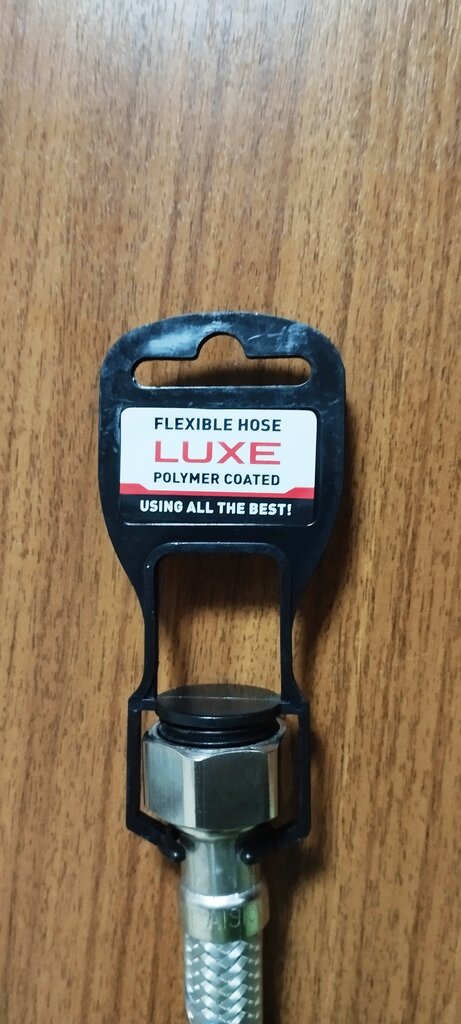 FLEXIBLE HOSE
LUXE
POLYMER COATED
USING ALL THE BEST!